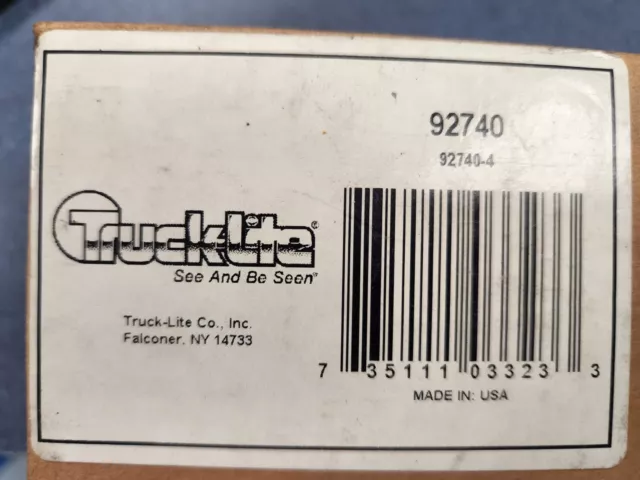 92740
92740-4
Truck-Lite®
See And Be Seen®
Truck-Lite Co., Inc.
Falconer, NY 14733
7 35111 03323 3
MADE IN: USA